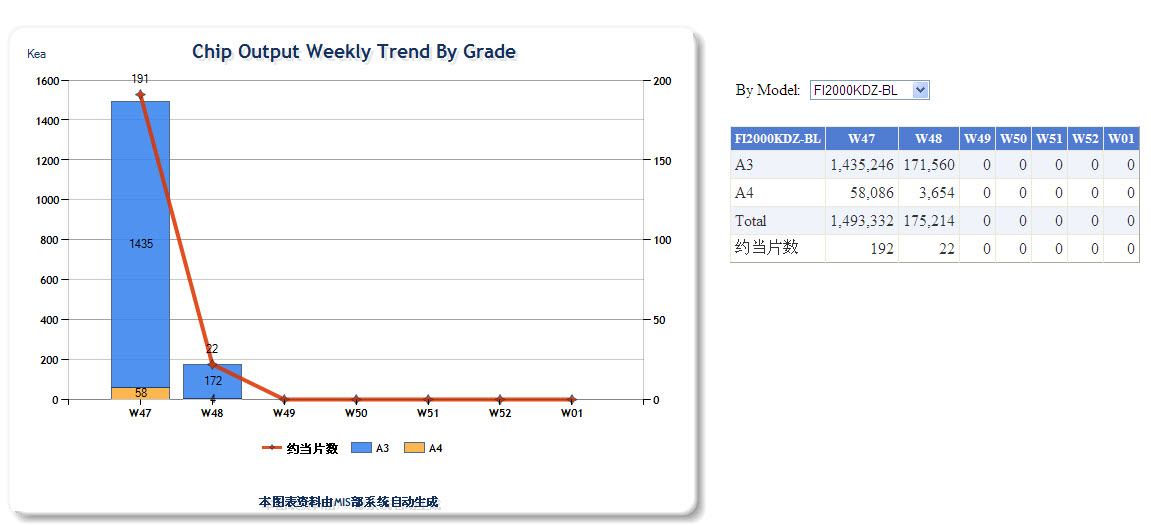 Chip Output Weekly Trend By Grade
Kea
191
1600
1400
1200
1000
800
600
400
200
0
200
150
100
50
0
1435
58
22
172
4
W47 W48 W49 W50 W51 W52 W01
约当片数 A3 A4
本图表资料由MIS部系统自动生成
By Model: FI2000KDZ-BL
FI2000KDZ-BL W47 W48 W49 W50 W51 W52 W01
A3 1,435,246 171,560 0 0 0 0 0
A4 58,086 3,654 0 0 0 0 0
Total 1,493,332 175,214 0 0 0 0 0
约当片数 192 22 0 0 0 0 0